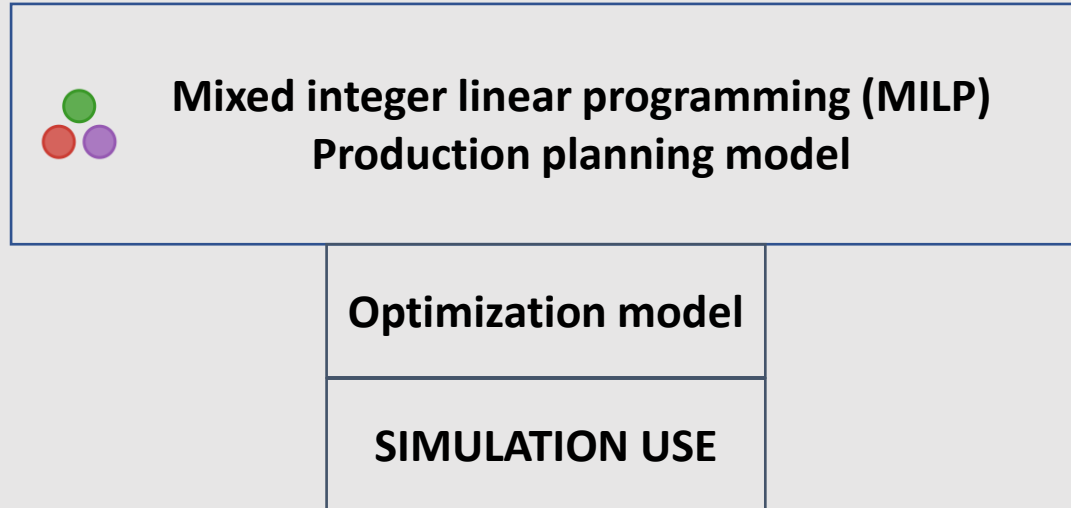 Mixed integer linear programming (MILP)
Production planning model
Optimization model
SIMULATION USE